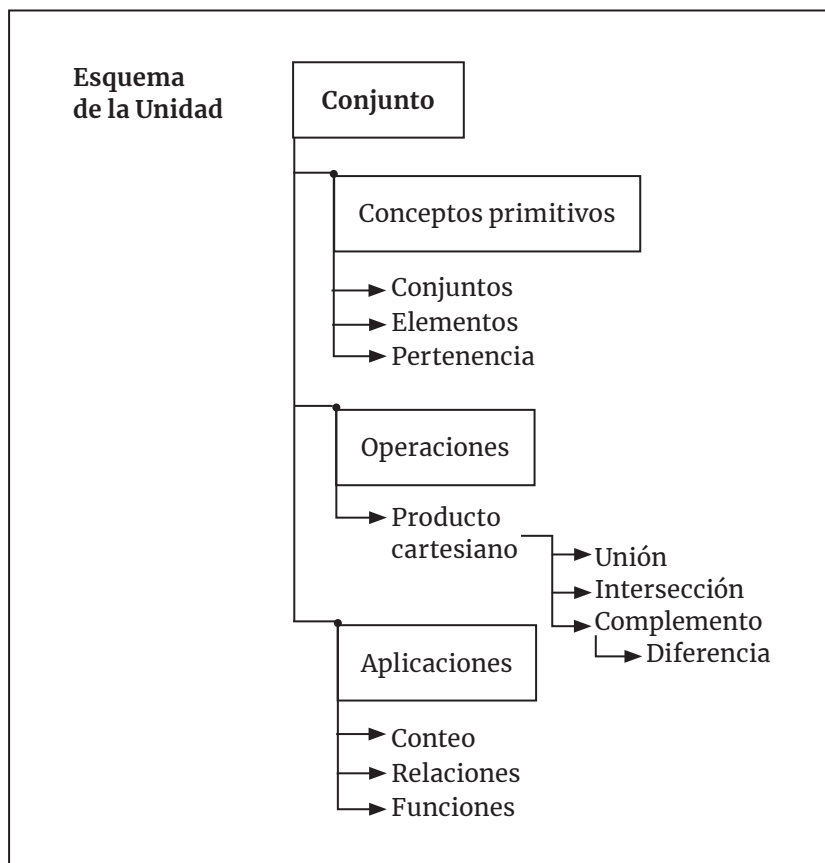 Esquema
de la Unidad
Conjunto
Conceptos primitivos
Conjuntos
Elementos
Pertenencia
Operaciones
Producto
cartesiano
Unión
Intersección
Complemento
Diferencia
Aplicaciones
Conteo
Relaciones
Funciones